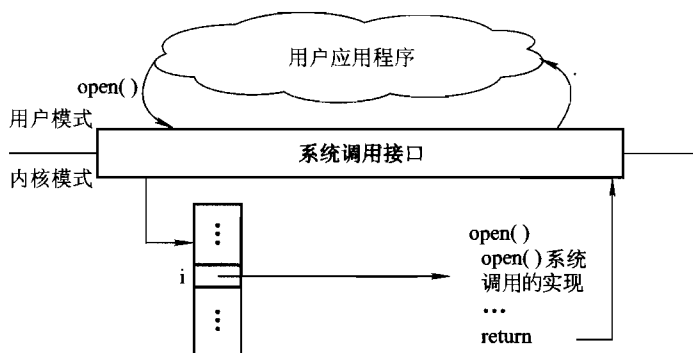 用户应用程序
open( )
用户模式
系统调用接口
内核模式
⋮
i
⋮
open( )
open( )系统
调用的实现
…
return